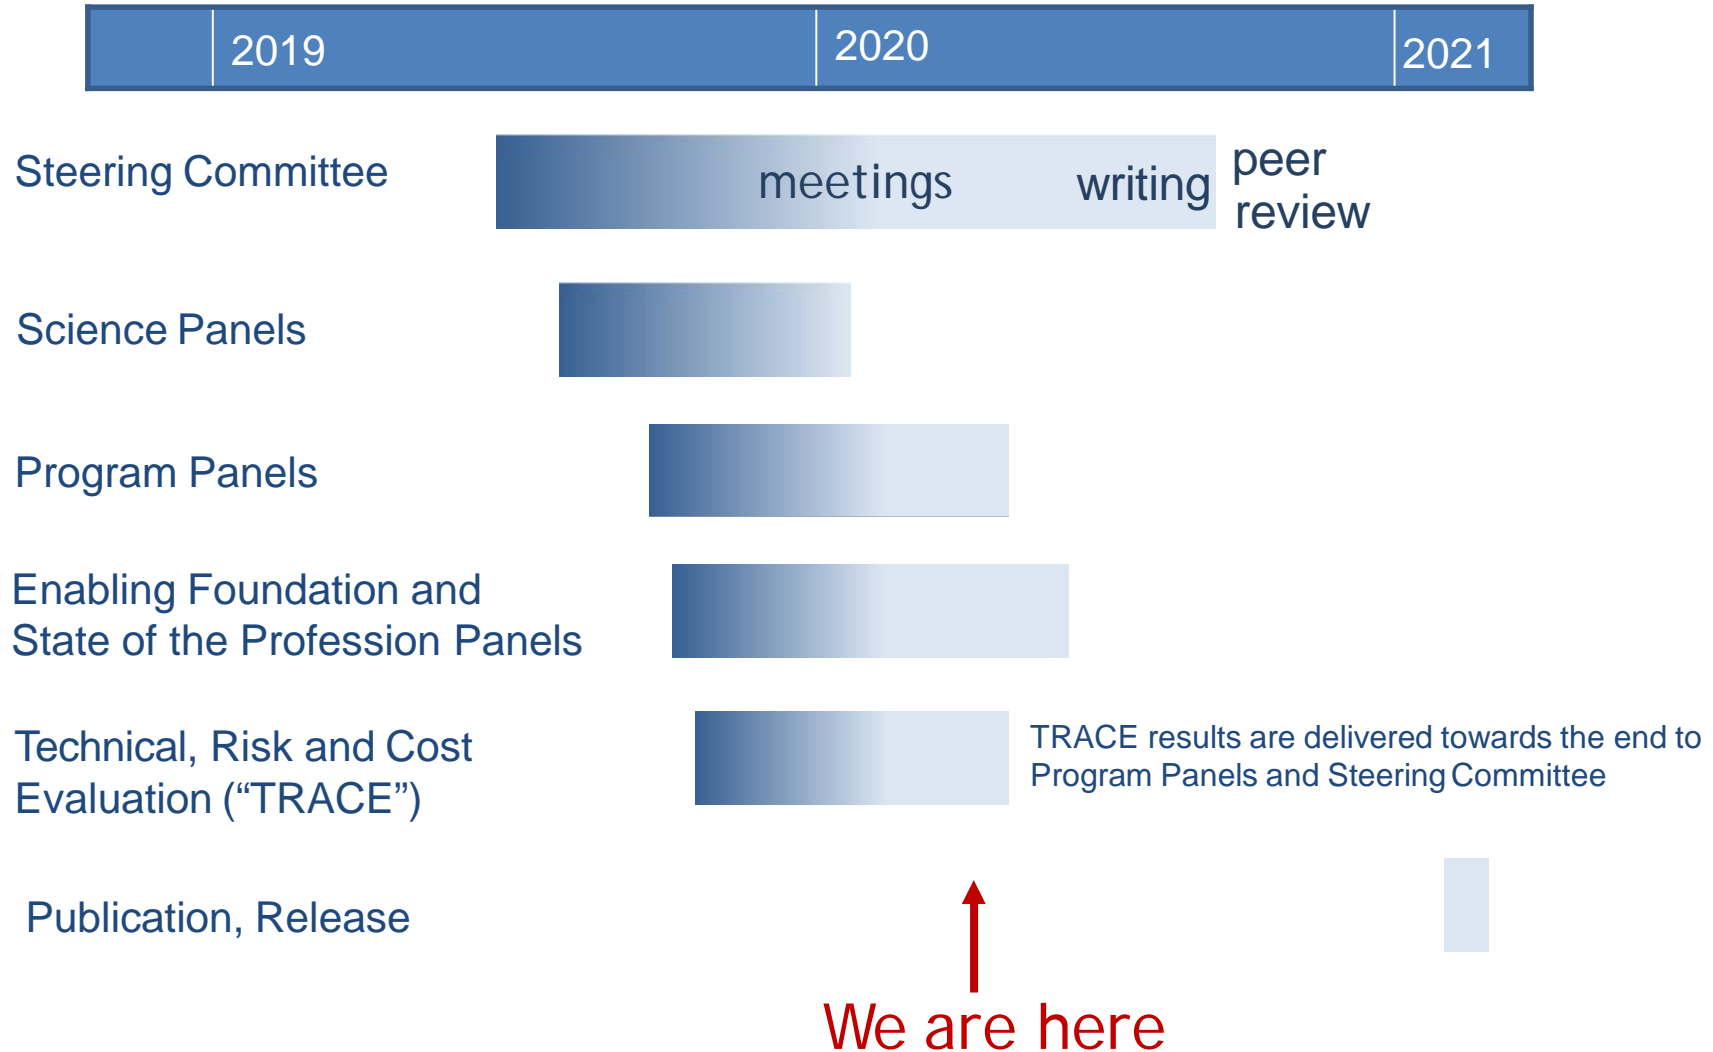 2019
2020
2021
Steering Committee
meetings
writing
peer
review
Science Panels
Program Panels
Enabling Foundation and
State of the Profession Panels
Technical, Risk and Cost
Evaluation (“TRACE”)
TRACE results are delivered towards the end to
Program Panels and Steering Committee
Publication, Release
We are here